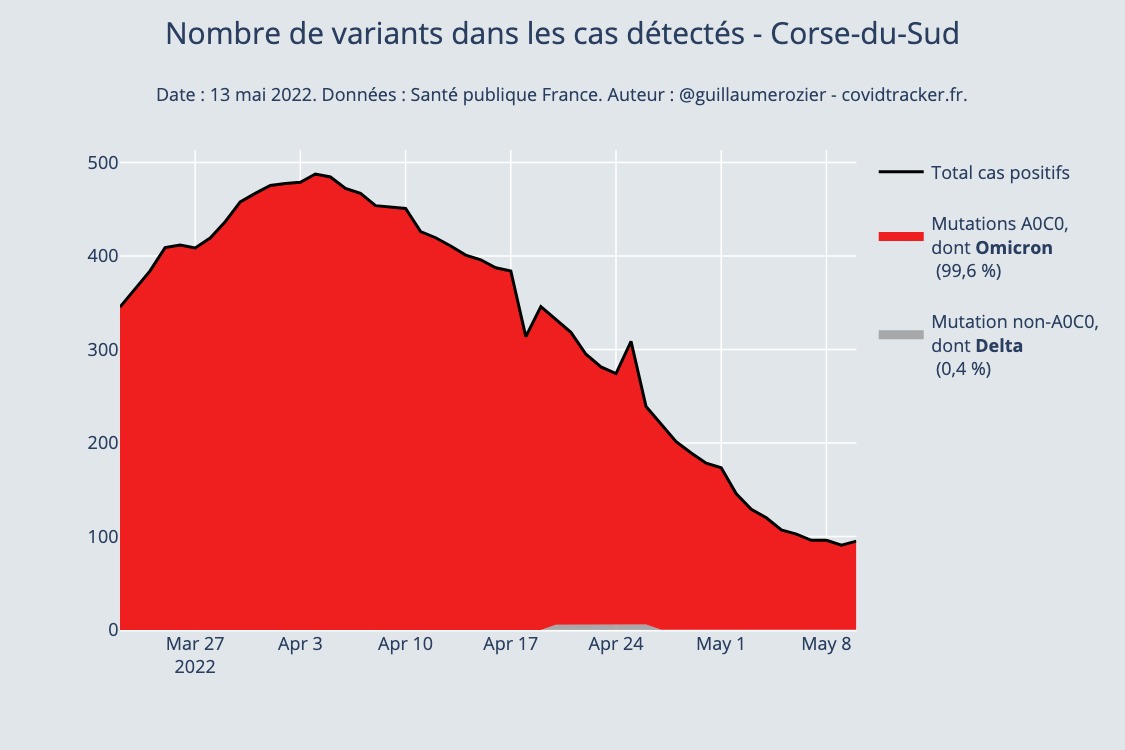 Nombre de variants dans les cas détectés - Corse-du-Sud
Date : 13 mai 2022. Données : Santé publique France. Auteur : @guillaumerozier - covidtracker.fr.
500
400
300
200
100
0
Mar 27
2022
Apr 3
Apr 10
Apr 17
Apr 24
May 1
May 8
Total cas positifs
Mutations A0C0,
dont Omicron
(99,6 %)
Mutation non-A0C0,
dont Delta
(0,4 %)